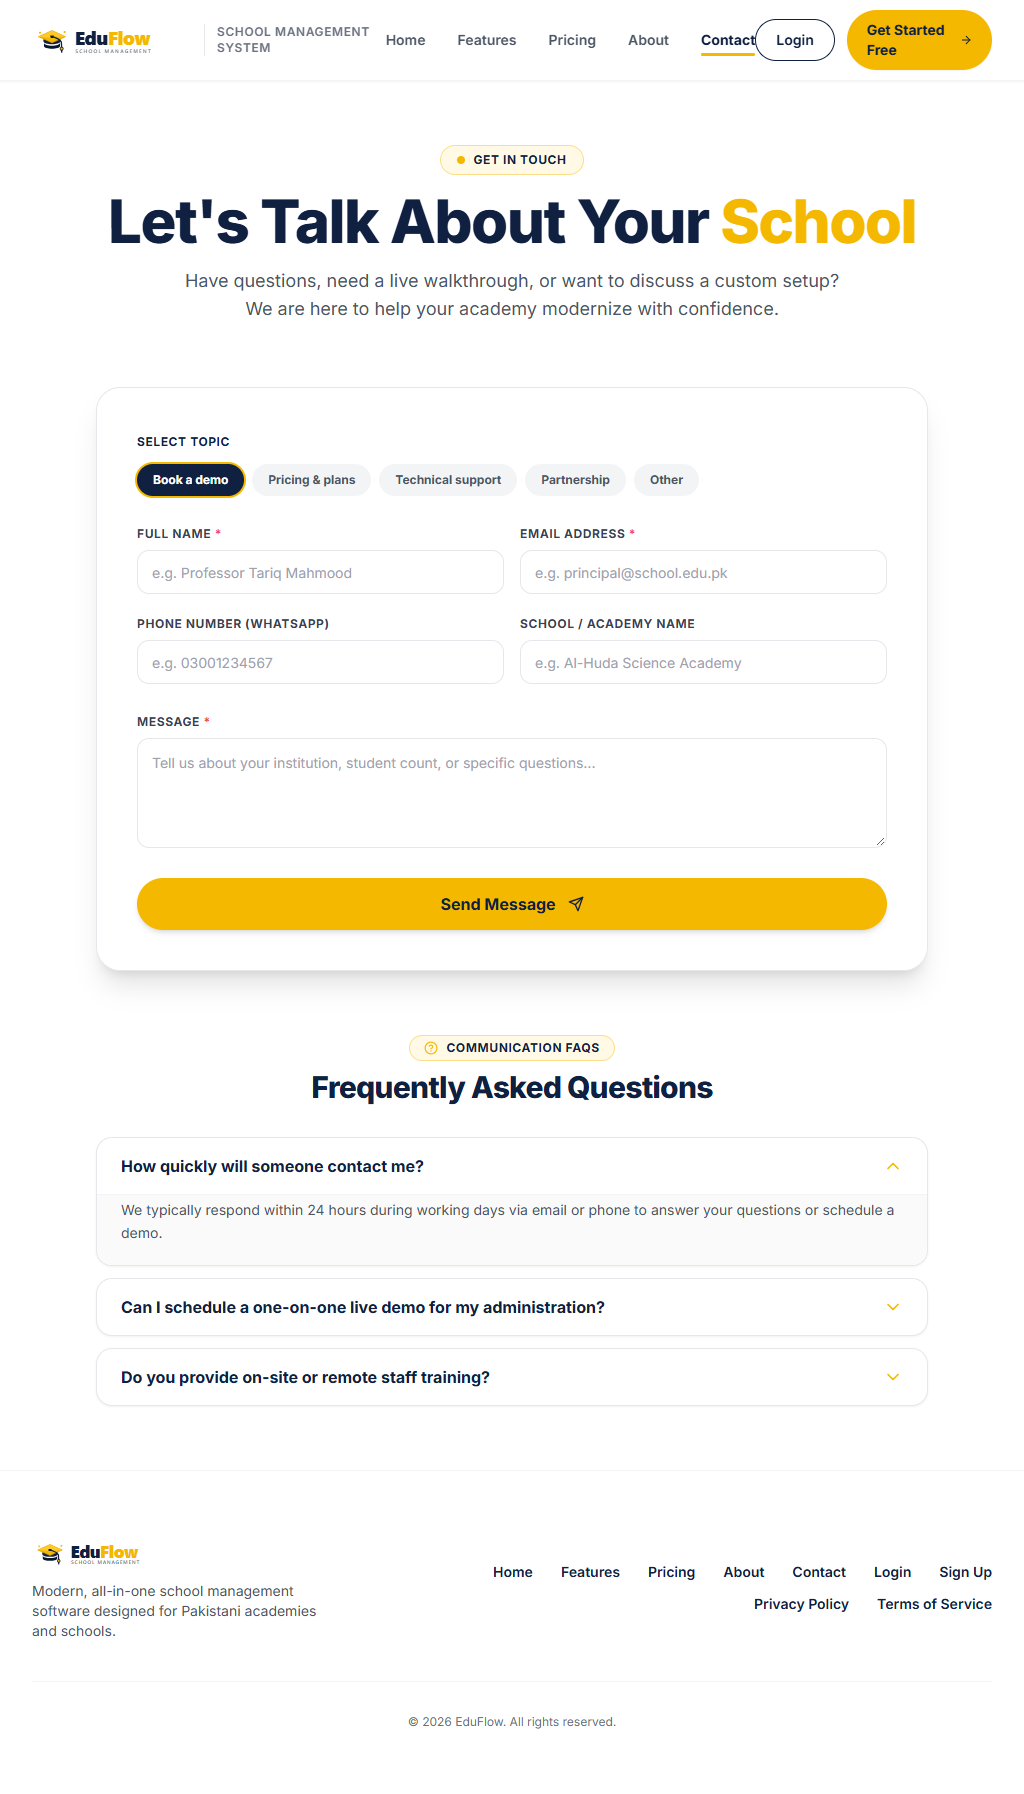 EduFlow
SCHOOL MANAGEMENT
SCHOOL MANAGEMENT
SYSTEM
Home
Features
Pricing
About
Contact
Login
Get Started
Free
GET IN TOUCH
Let's Talk About Your School
Have questions, need a live walkthrough, or want to discuss a custom setup?
We are here to help your academy modernize with confidence.
SELECT TOPIC
Book a demo
Pricing & plans
Technical support
Partnership
Other
FULL NAME *
EMAIL ADDRESS *
e.g. Professor Tariq Mahmood
e.g. principal@school.edu.pk
PHONE NUMBER (WHATSAPP)
SCHOOL / ACADEMY NAME
e.g. 03001234567
e.g. Al-Huda Science Academy
MESSAGE *
Tell us about your institution, student count, or specific questions...
Send Message
COMMUNICATION FAQS
Frequently Asked Questions
How quickly will someone contact me?
We typically respond within 24 hours during working days via email or phone to answer your questions or schedule a
demo.
Can I schedule a one-on-one live demo for my administration?
Do you provide on-site or remote staff training?
EduFlow
SCHOOL MANAGEMENT
Modern, all-in-one school management
software designed for Pakistani academies
and schools.
Home
Features
Pricing
About
Contact
Login
Sign Up
Privacy Policy
Terms of Service
© 2026 EduFlow. All rights reserved.